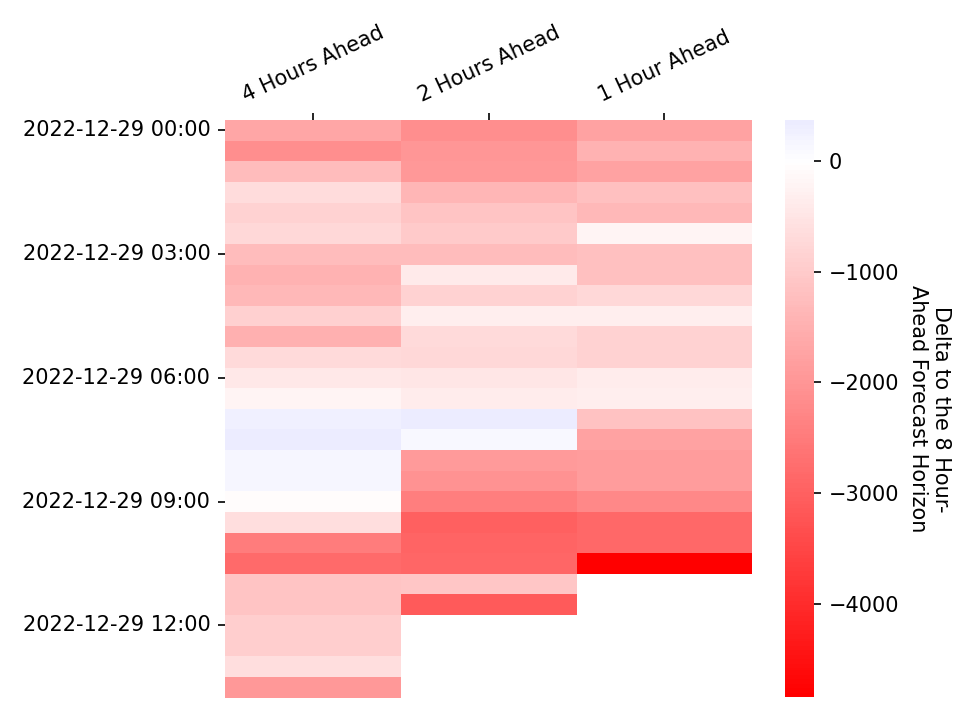 4 Hours Ahead
2 Hours Ahead
1 Hour Ahead
2022-12-29 00:00
2022-12-29 03:00
2022-12-29 06:00
2022-12-29 09:00
2022-12-29 12:00
0
−1000
−2000
−3000
−4000
Delta to the 8 Hour-
Ahead Forecast Horizon